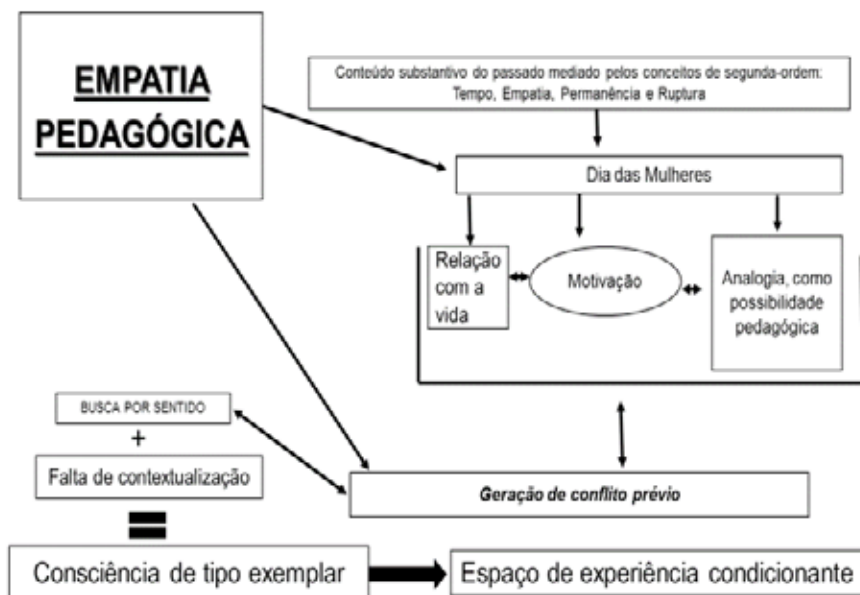 EMPATIA
PEDAGÓGICA
Conteúdo substantivo do passado mediado pelos conceitos de segunda-ordem:
Tempo, Empatia, Permanência e Ruptura
Dia das Mulheres
Relação
com a
vida
Motivação
Analogia, como
possibilidade
pedagógica
BUSCA POR SENTIDO
+
Falta de contextualização
=
Geração de conflito prévio
Consciência de tipo exemplar
Espaço de experiência condicionante